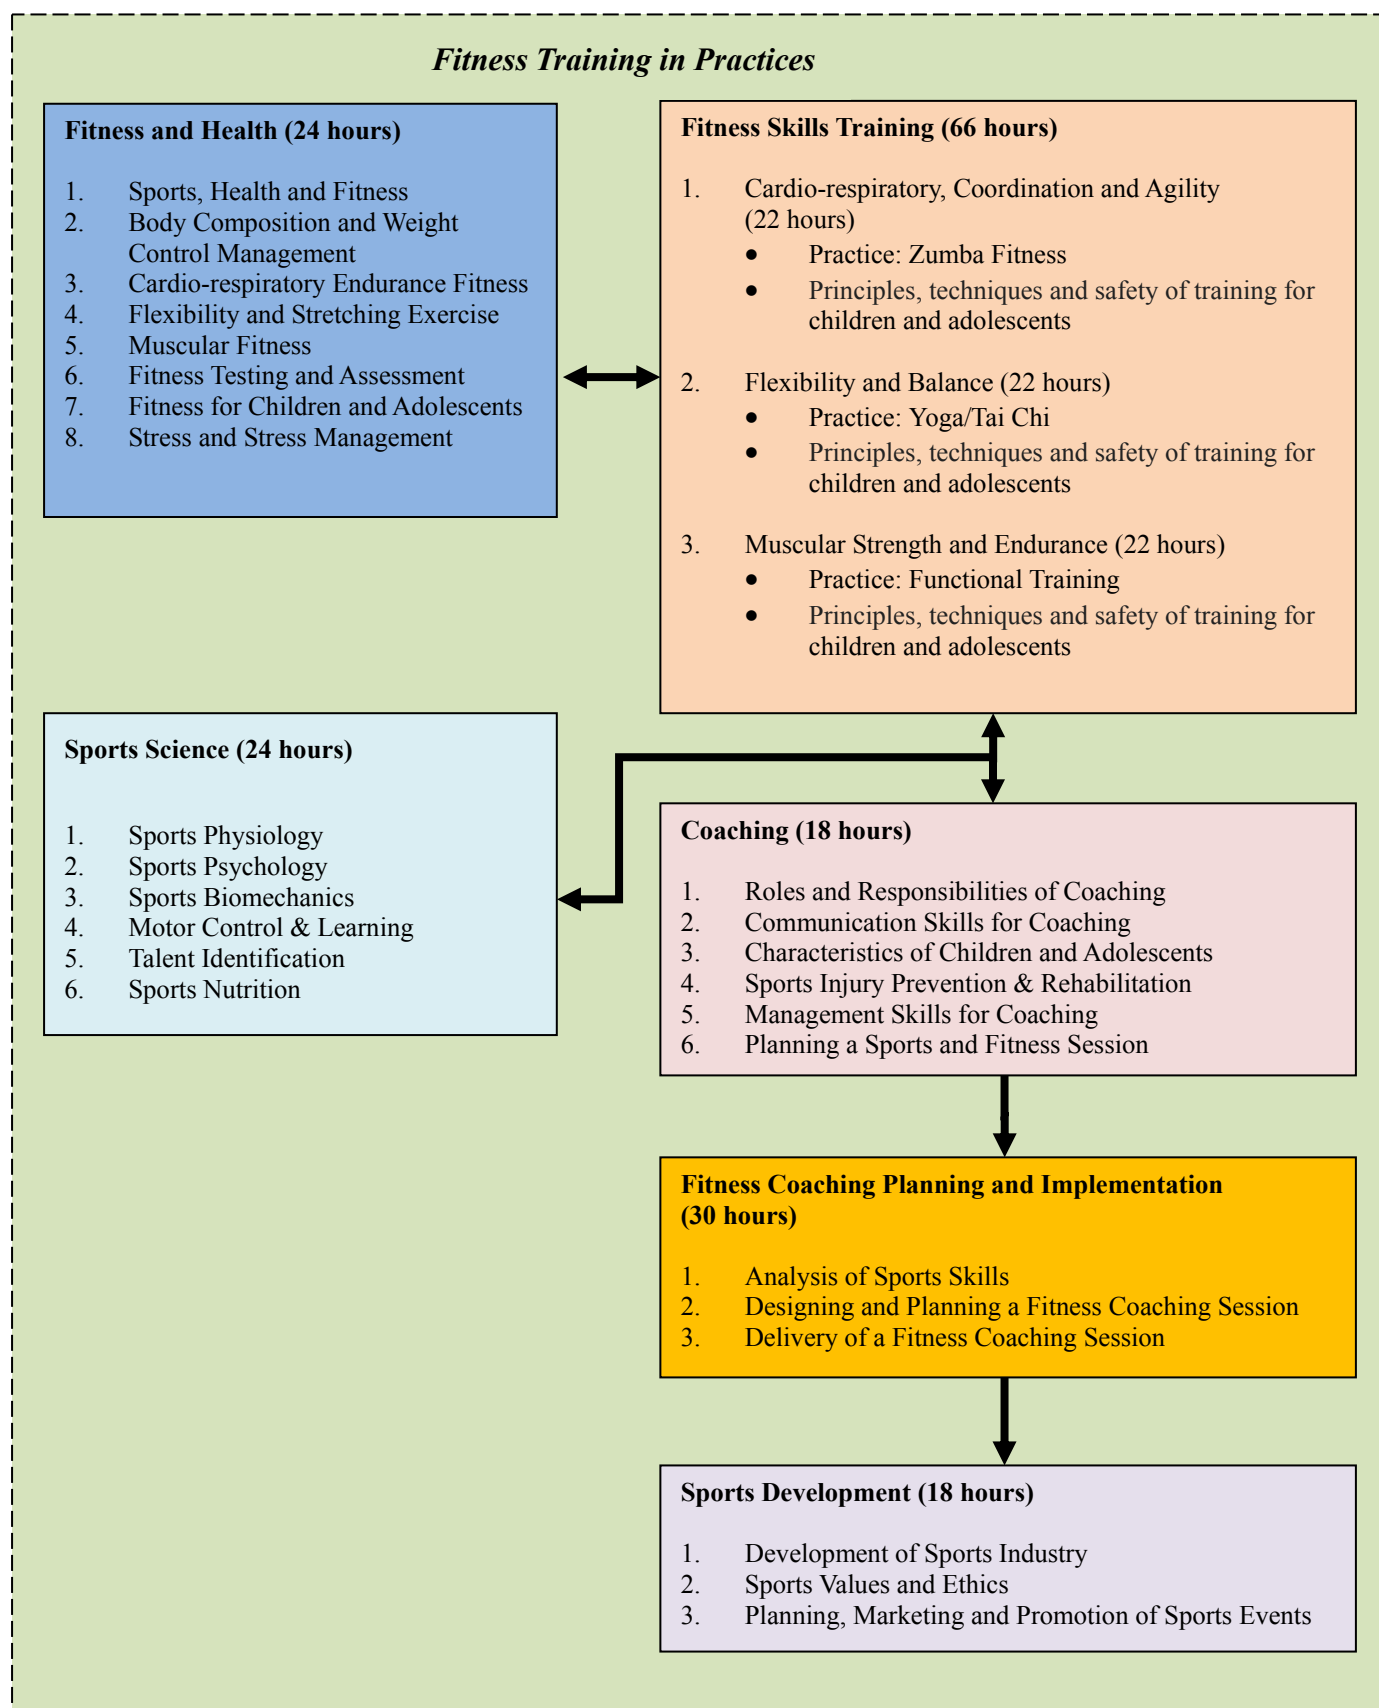 Fitness Training in Practices
Fitness and Health (24 hours)
1. Sports, Health and Fitness
2. Body Composition and Weight
Control Management
3. Cardio-respiratory Endurance Fitness
4. Flexibility and Stretching Exercise
5. Muscular Fitness
6. Fitness Testing and Assessment
7. Fitness for Children and Adolescents
8. Stress and Stress Management
Fitness Skills Training (66 hours)
1. Cardio-respiratory, Coordination and Agility
(22 hours)
● Practice: Zumba Fitness
● Principles, techniques and safety of training for
children and adolescents
2. Flexibility and Balance (22 hours)
● Practice: Yoga/Tai Chi
● Principles, techniques and safety of training for
children and adolescents
3. Muscular Strength and Endurance (22 hours)
● Practice: Functional Training
● Principles, techniques and safety of training for
children and adolescents
Sports Science (24 hours)
1. Sports Physiology
2. Sports Psychology
3. Sports Biomechanics
4. Motor Control & Learning
5. Talent Identification
6. Sports Nutrition
Coaching (18 hours)
1. Roles and Responsibilities of Coaching
2. Communication Skills for Coaching
3. Characteristics of Children and Adolescents
4. Sports Injury Prevention & Rehabilitation
5. Management Skills for Coaching
6. Planning a Sports and Fitness Session
Fitness Coaching Planning and Implementation
(30 hours)
1. Analysis of Sports Skills
2. Designing and Planning a Fitness Coaching Session
3. Delivery of a Fitness Coaching Session
Sports Development (18 hours)
1. Development of Sports Industry
2. Sports Values and Ethics
3. Planning, Marketing and Promotion of Sports Events